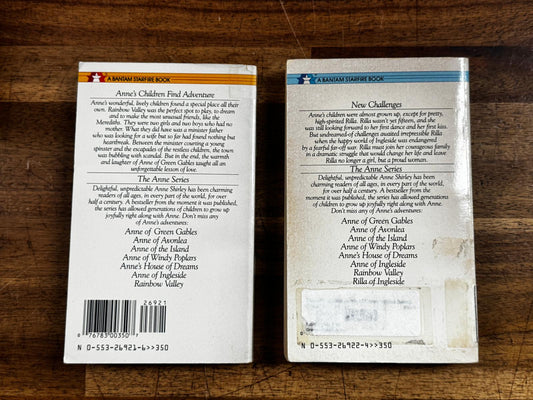 A BANTAM STARFIRE BOOK
Anne's Children Find Adventure
Anne's wonderful, lively children found a special place all their
own. Rainbow Valley was the perfect spot to play, to dream
and to make the most unusual friends, like the
Merediths. They were two girls and two boys who had no
mother. What they did have was a minister father
who was looking for a wife but so far had found nothing but
heartbreak. Between the minister courting a young
spinster and the escapades of the restless children, the town
was bubbling with scandal. But in the end, the warmth
and laughter of Anne of Green Gables taught all an
unforgettable lesson of love.
The Anne Series
Delightful, unpredictable Anne Shirley has been charming
readers of all ages, in every part of the world, for over half
a century. A bestseller from the moment it was published,
the series has allowed generations of children to grow up
joyfully right along with Anne. Don't miss any
of Anne's adventures:
Anne of Green Gables
Anne of Avonlea
Anne of the Island
Anne of Windy Poplars
Anne's House of Dreams
Anne of Ingleside
Rainbow Valley
26921
0 76783 00350 7
N 0-553-26921-6>>350
A BANTAM STARFIRE BOOK
New Challenges
Anne's children were almost grown up, except for pretty,
high-spirited Rilla. Rilla wasn't yet fifteen, and she
was still looking forward to her first dance and her first kiss.
But undreamed-of challenges awaited irrepressible Rilla
when the happy world of Ingleside was endangered
by a fearful far-off war. Rilla must join her courageous family
in a dramatic struggle that would change her life and leave
Rilla no longer a girl, but a proud woman.
The Anne Series
Delightful, unpredictable Anne Shirley has been
charming readers of all ages, in every part of the world,
for over half a century. A bestseller from the moment it was
published, the series has allowed generations of children to grow up
joyfully right along with Anne. Don't miss any
of Anne's adventures:
Anne of Green Gables
Anne of Avonlea
Anne of the Island
Anne of Windy Poplars
Anne's House of Dreams
Anne of Ingleside
Rainbow Valley
Rilla of Ingleside
N 0-553-26922-4>>350